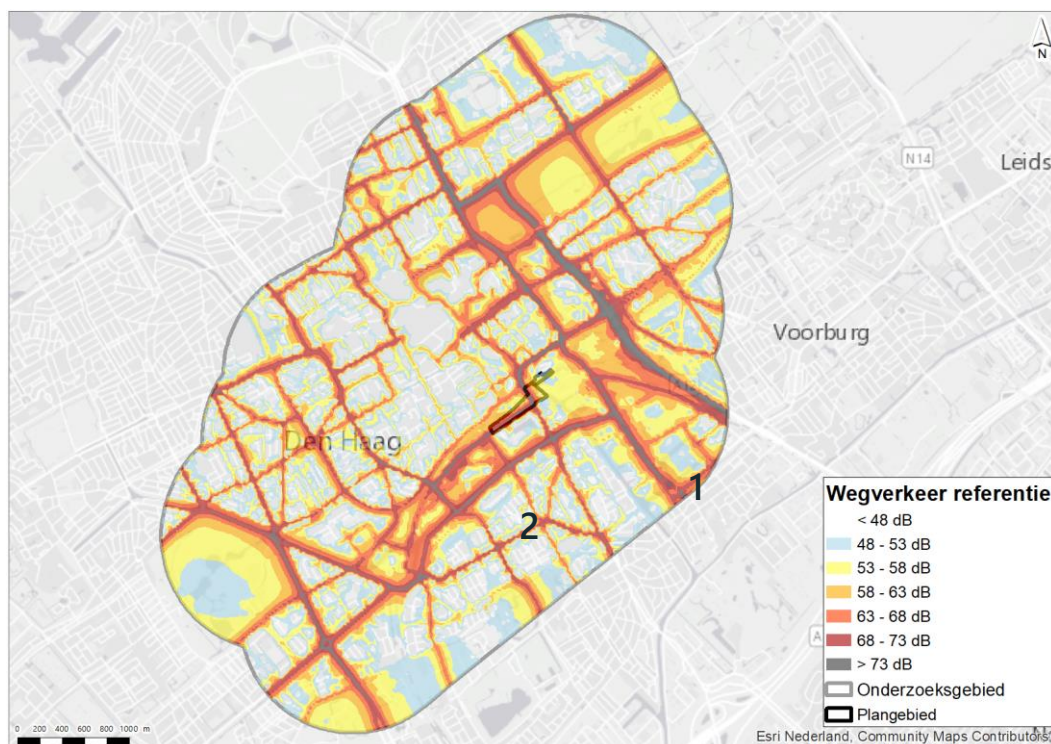 N
N14
Leids
Voorburg
Den Haag
1
2
Wegverkeer referentie
< 48 dB
48 - 53 dB
53 - 58 dB
58 - 63 dB
63 - 68 dB
68 - 73 dB
> 73 dB
Onderzoeksgebied
Plangebied
0 200 400 600 800 1000 m
Esri Nederland, Community Maps Contributors